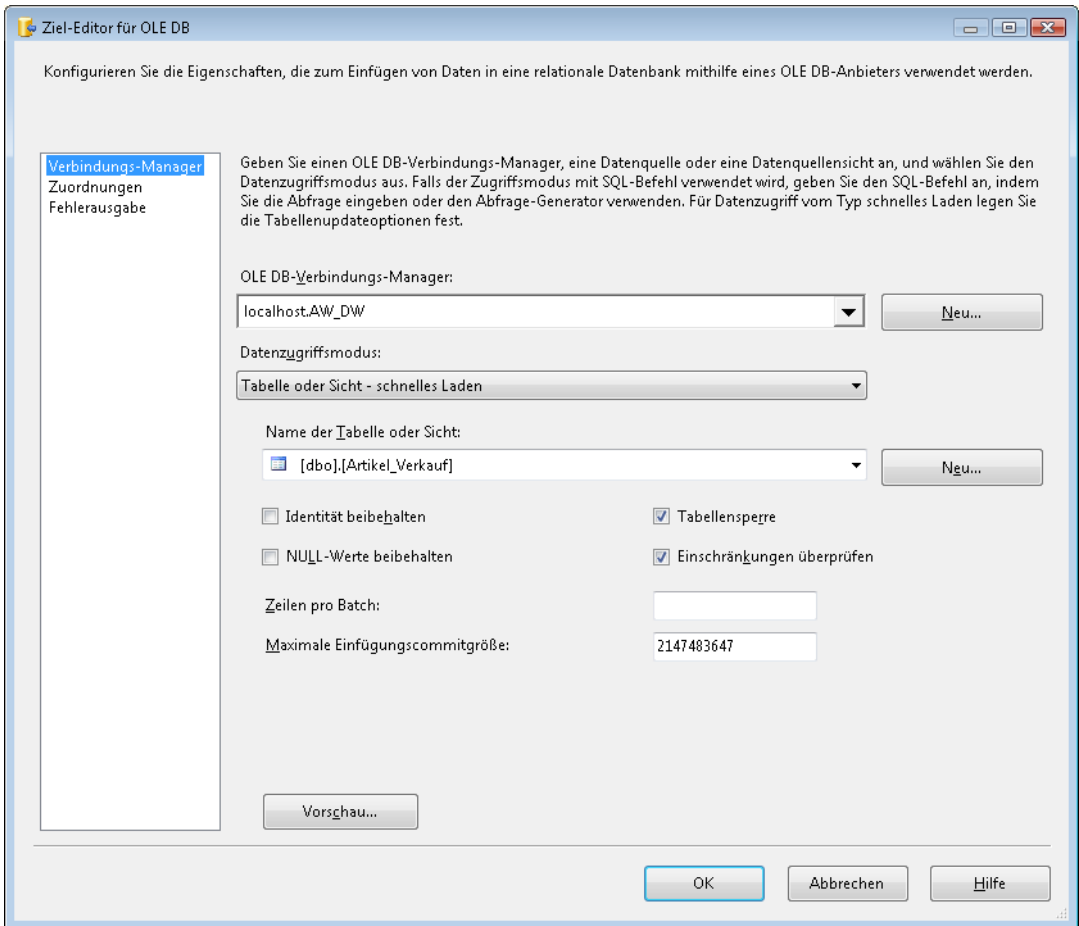 Ziel-Editor für OLE DB
Konfigurieren Sie die Eigenschaften, die zum Einfügen von Daten in eine relationale Datenbank mithilfe eines OLE DB-Anbieters verwendet werden.
Verbindungs-Manager
Zuordnungen
Fehlerausgabe
Geben Sie einen OLE DB-Verbindungs-Manager, eine Datenquelle oder eine Datenquellensicht an, und wählen Sie den
Datenzugriffsmodus aus. Falls der Zugriffsmodus mit SQL-Befehl verwendet wird, geben Sie den SQL-Befehl an, indem
Sie die Abfrage eingeben oder den Abfrage-Generator verwenden. Für Datenzugriff vom Typ schnelles Laden legen Sie
die Tabellenupdateoptionen fest.
OLE DB-Verbindungs-Manager:
localhost.AW_DW
Neu...
Datenzugriffsmodus:
Tabelle oder Sicht - schnelles Laden
Name der Tabelle oder Sicht:
[dbo].[Artikel_Verkauf]
Neu...
Identität beibehalten
Tabellensperre
NULL-Werte beibehalten
Einschränkungen überprüfen
Zeilen pro Batch:
Maximale Einfügungscommitgröße:
2147483647
Vorschau...
OK
Abbrechen
Hilfe